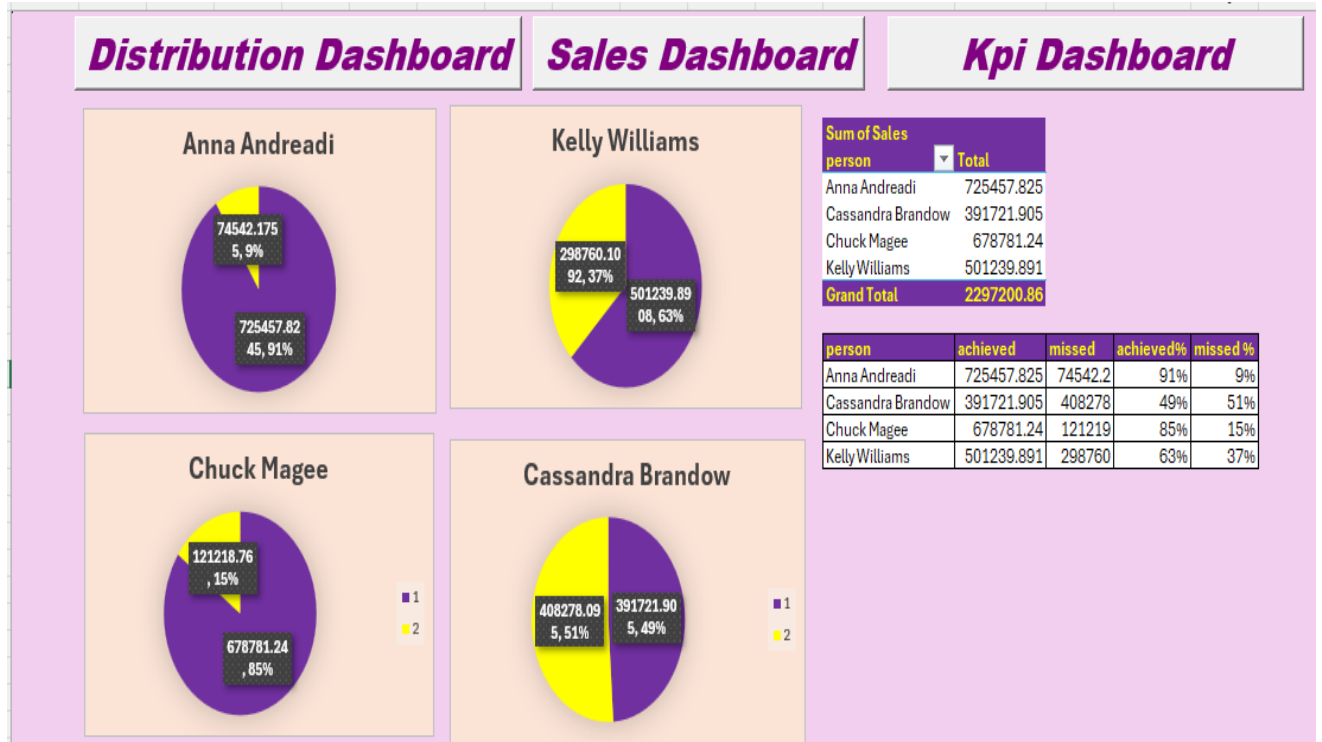 Distribution Dashboard
Sales Dashboard
Kpi Dashboard
Anna Andreadi
74542.175
5, 9%
725457.82
45, 91%
Kelly Williams
298760.10
92, 37%
501239.89
08, 63%
Chuck Magee
121218.76
, 15%
678781.24
, 85%
1
2
Cassandra Brandow
408278.09
5, 51%
391721.90
5, 49%
1
2
Sum of Sales
person Total
Anna Andreadi 725457.825
Cassandra Brandow 391721.905
Chuck Magee 678781.24
Kelly Williams 501239.891
Grand Total 2297200.86
person achieved missed achieved% missed %
Anna Andreadi 725457.825 74542.2 91% 9%
Cassandra Brandow 391721.905 408278 49% 51%
Chuck Magee 678781.24 121219 85% 15%
Kelly Williams 501239.891 298760 63% 37%